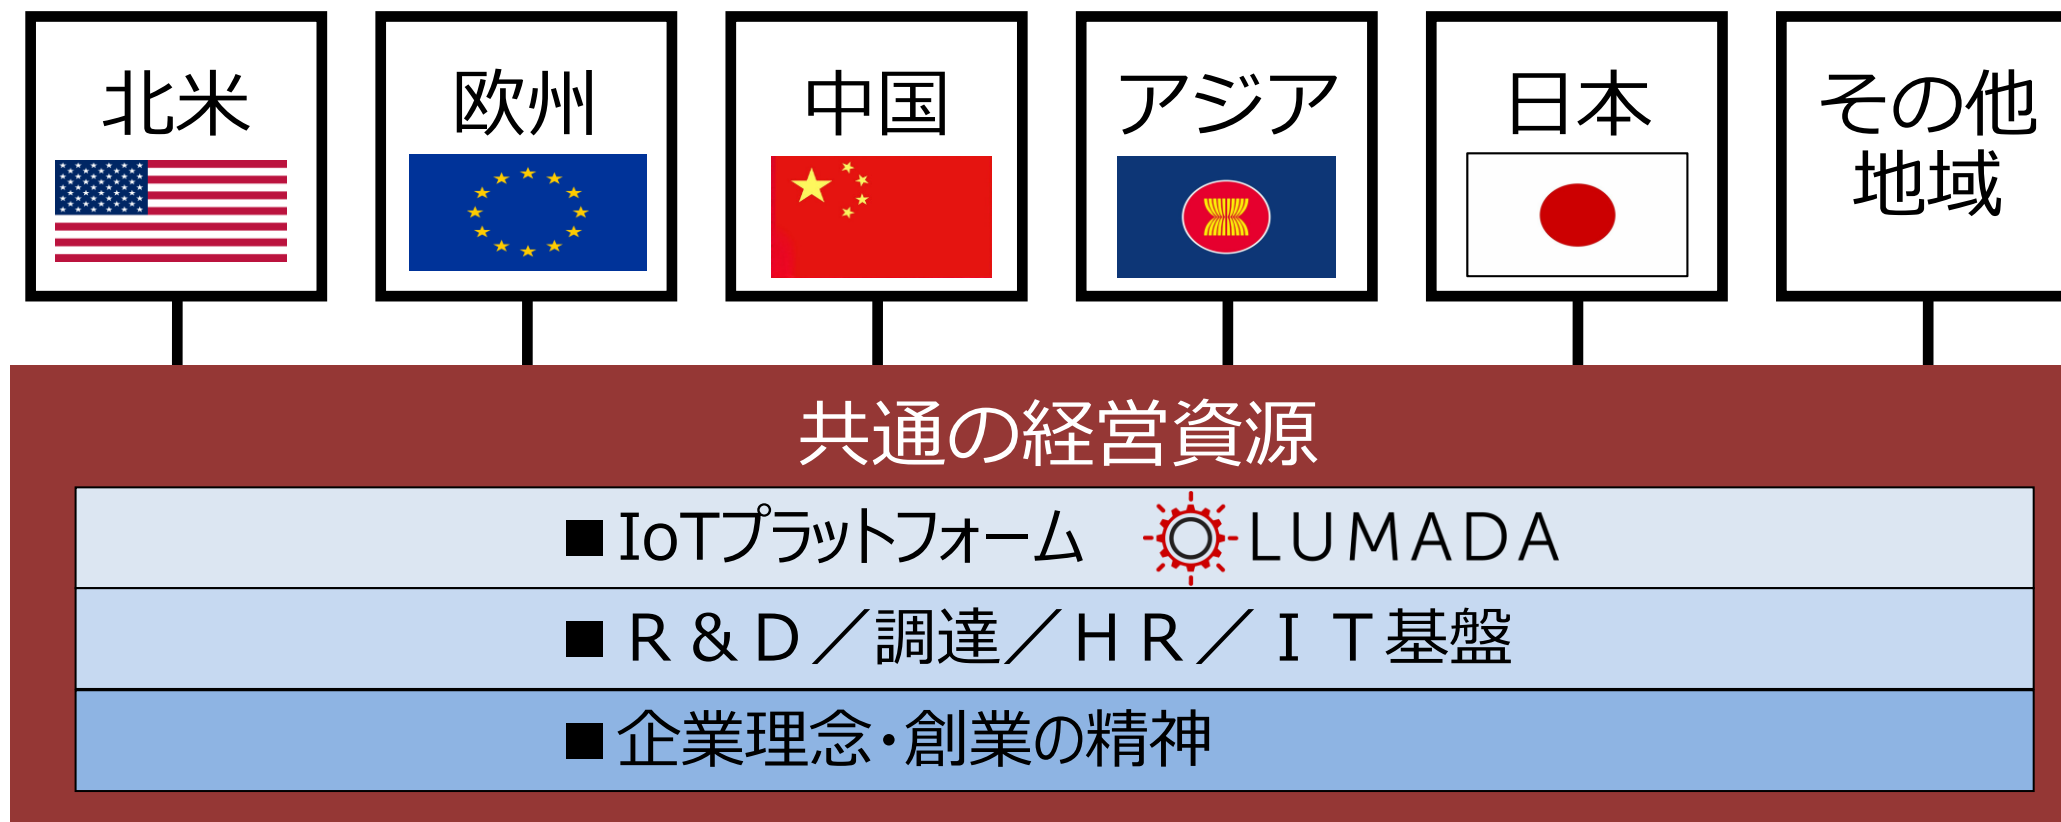 北米
欧州
中国
アジア
日本
その他
地域
共通の経営資源
■IoTプラットフォーム LUMADA
■Ｒ＆Ｄ／調達／ＨＲ／ＩＴ基盤
■企業理念・創業の精神